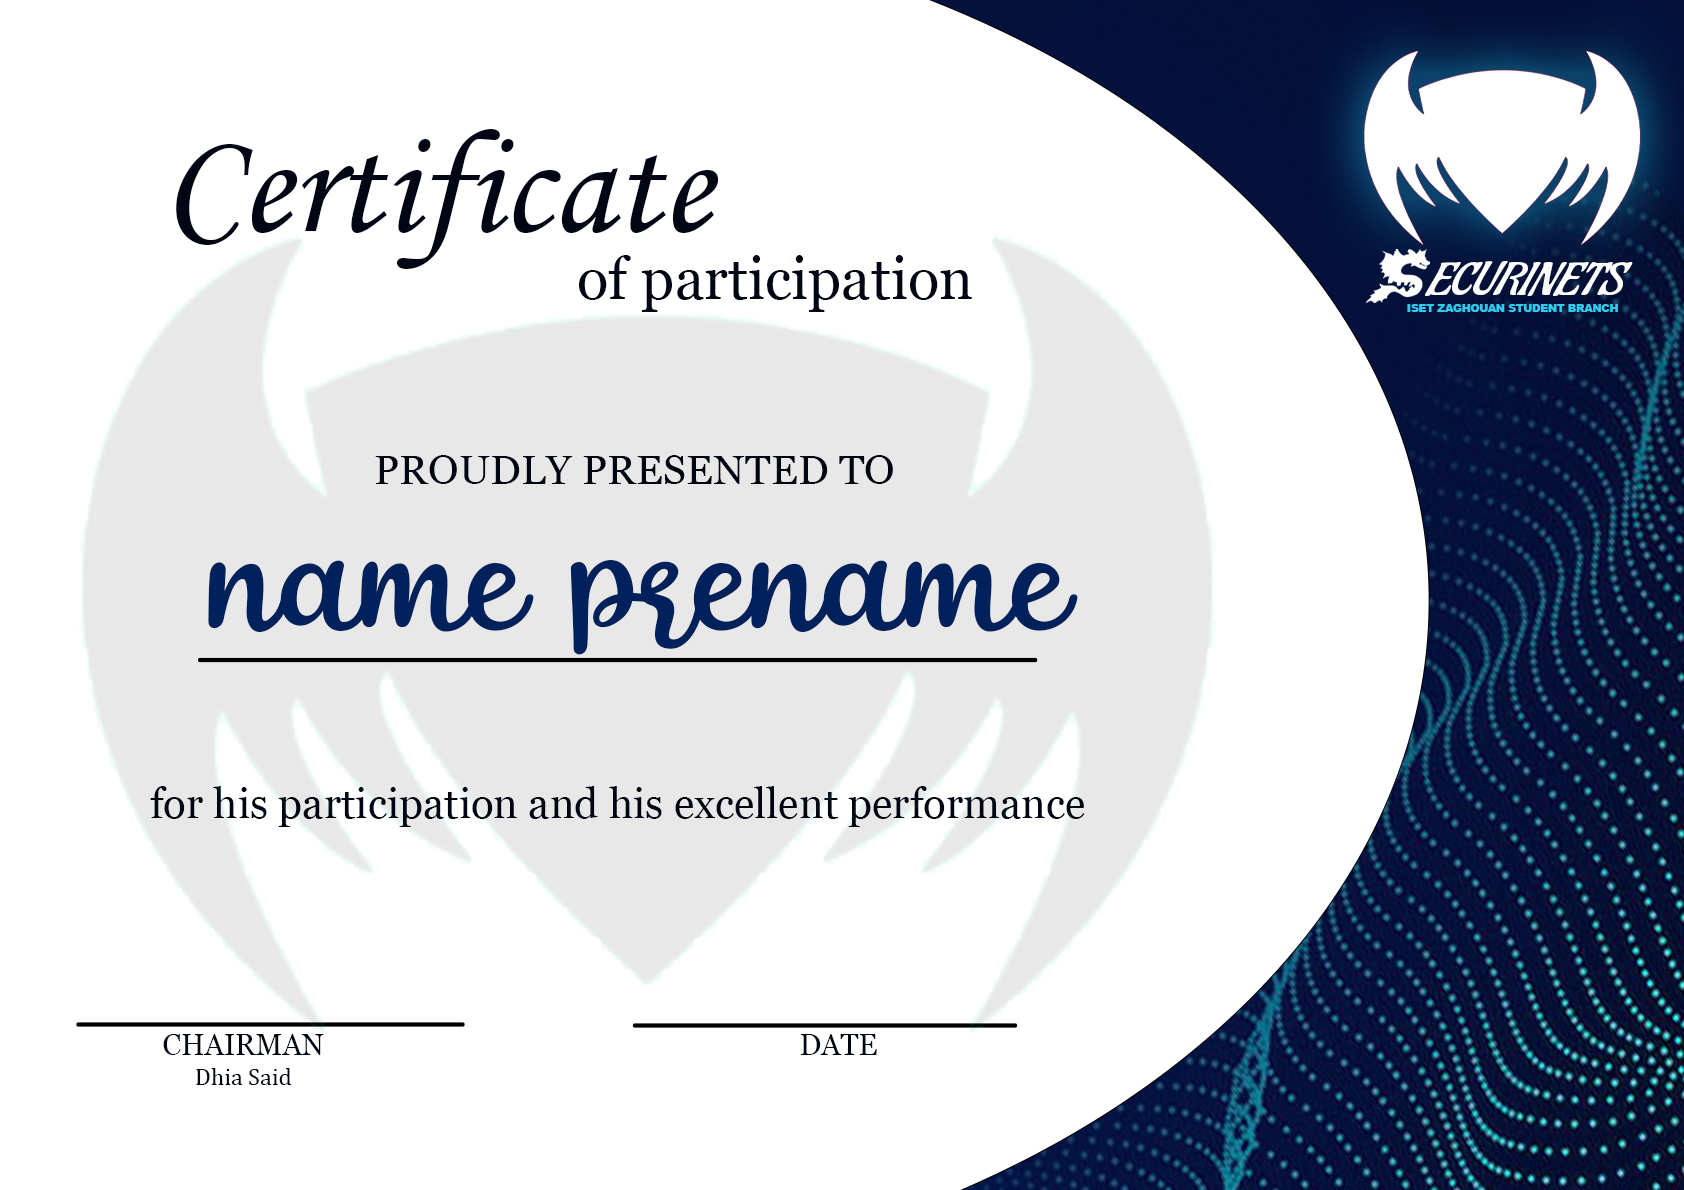 Certificate
of participation
PROUDLY PRESENTED TO
name prename
for his participation and his excellent performance
CHAIRMAN
Dhia Said
DATE
SECURINETS
ISET ZAGHOUAN STUDENT BRANCH